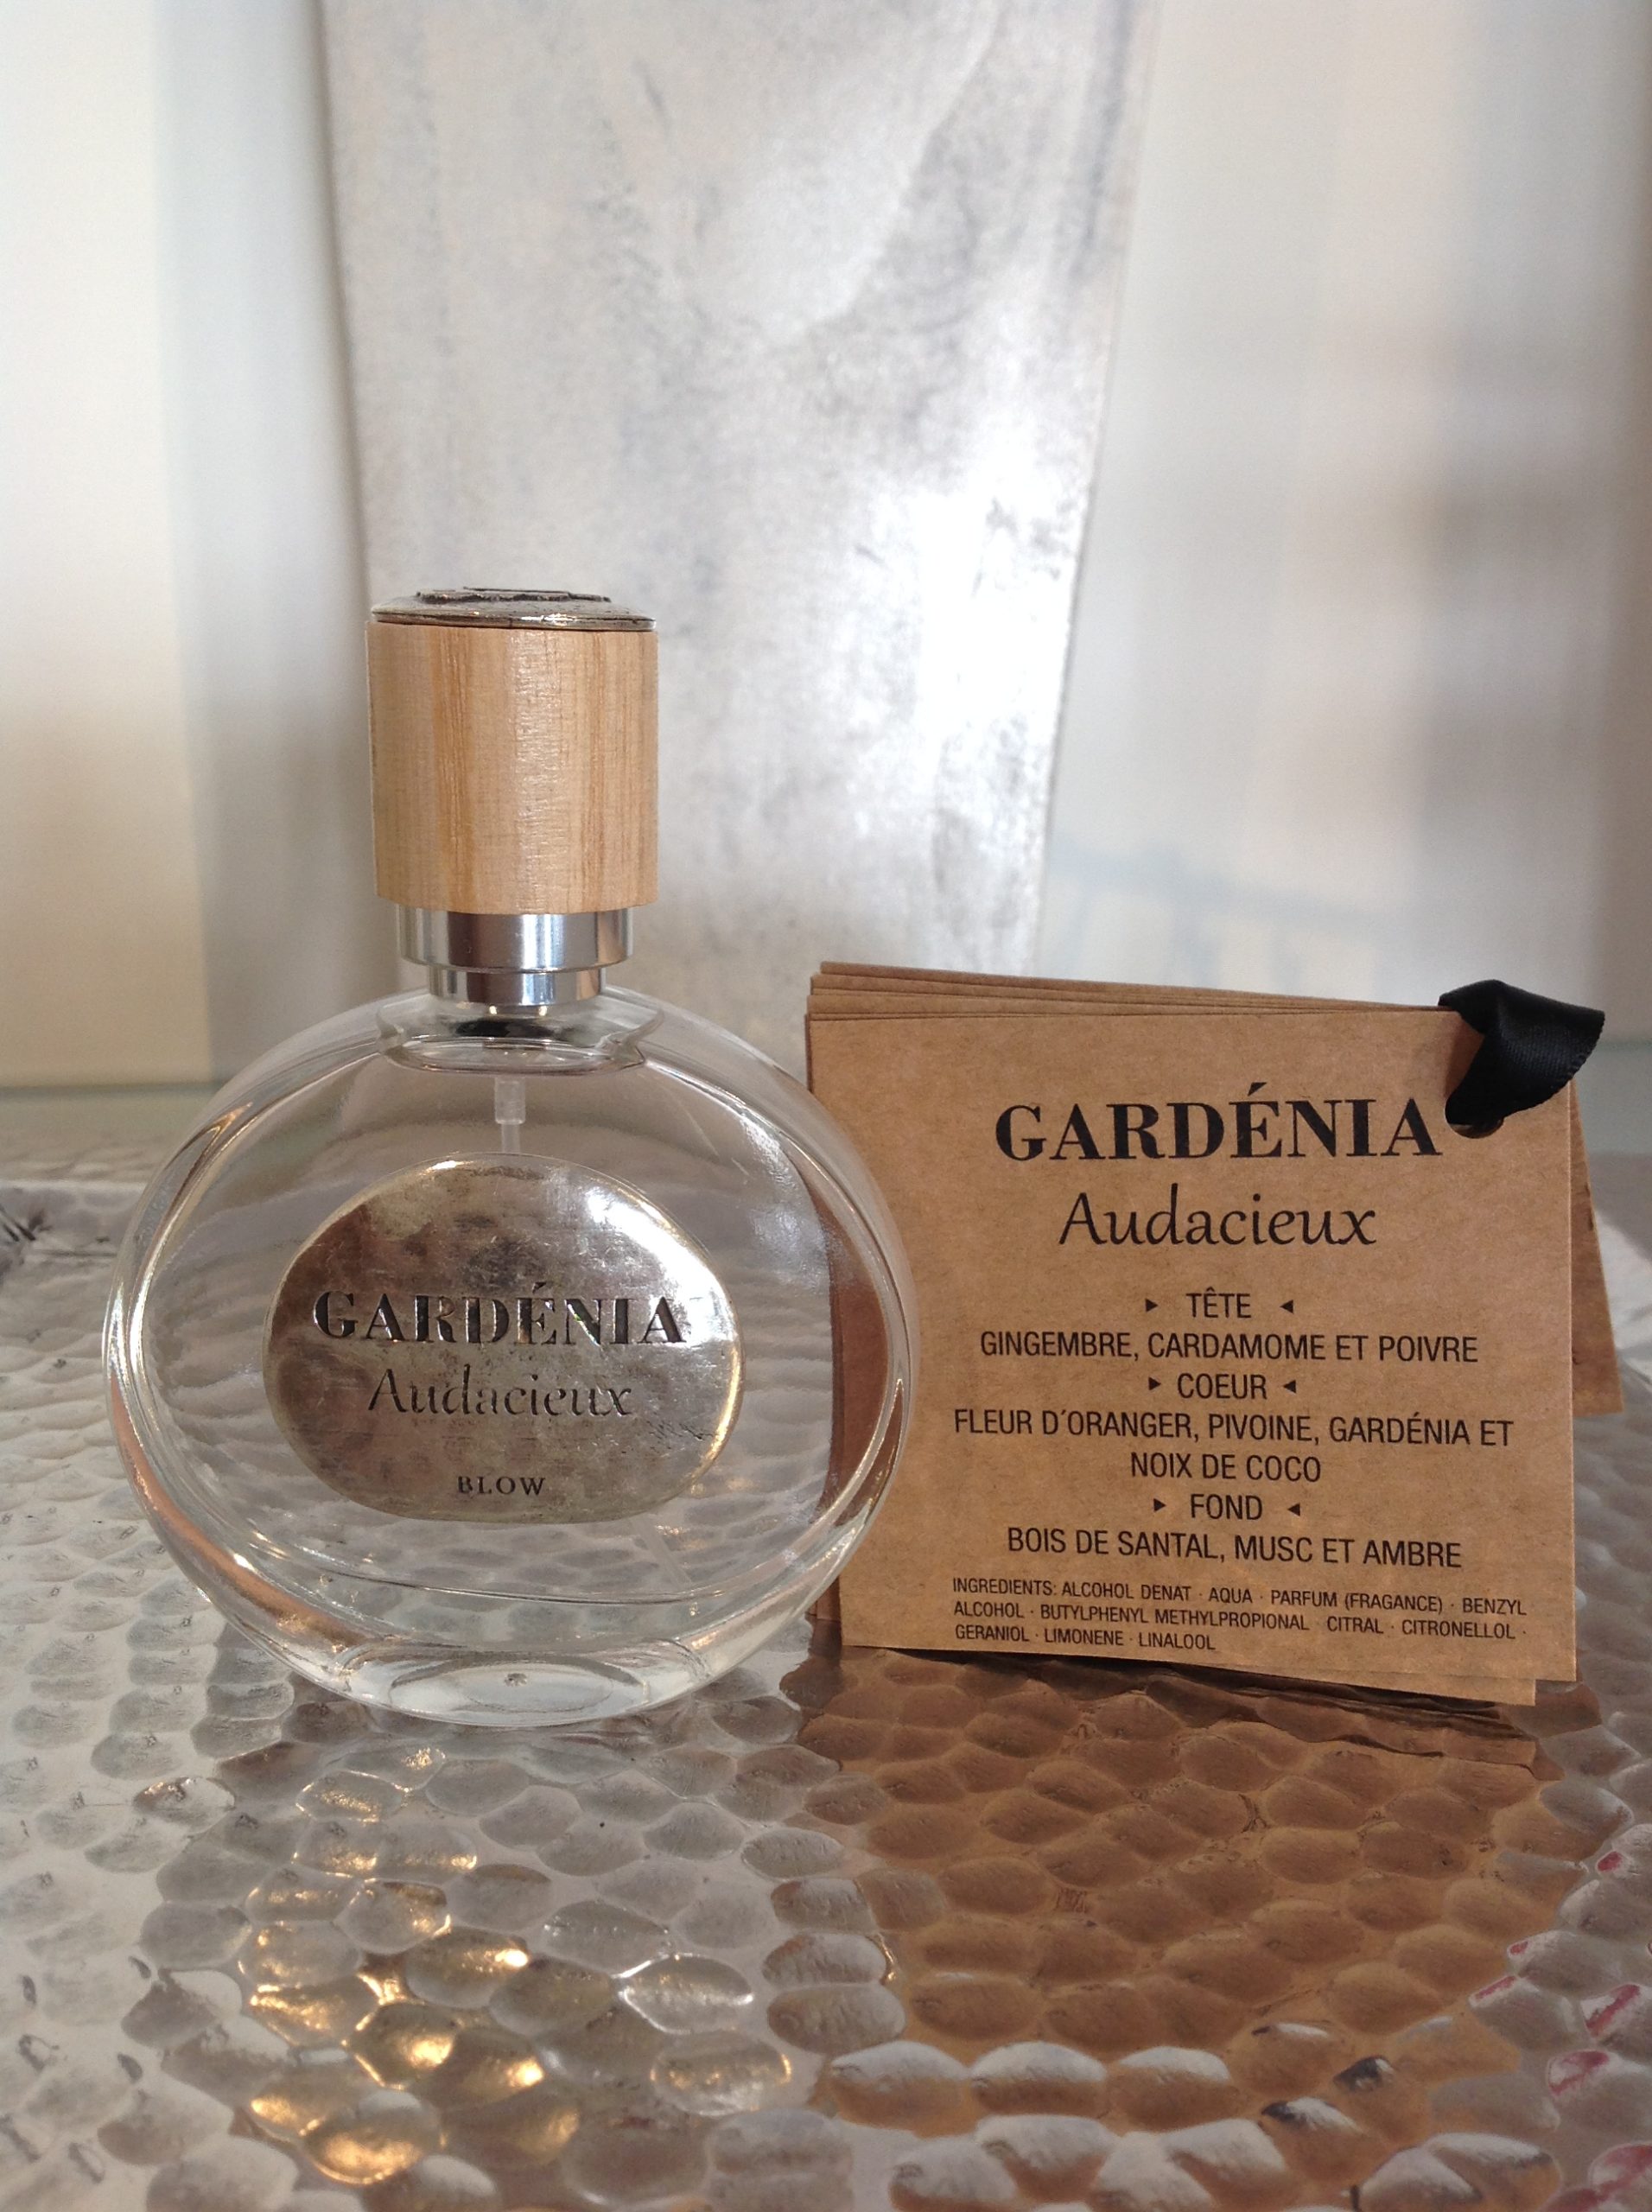 GARDÉNIA
Audacieux
BLOW
GARDÉNIA
Audacieux
▸ TÊTE ◂
GINGEMBRE, CARDAMOME ET POIVRE
▸ COEUR ◂
FLEUR D´ORANGER, PIVOINE, GARDÉNIA ET
NOIX DE COCO
▸ FOND ◂
BOIS DE SANTAL, MUSC ET AMBRE
INGREDIENTS: ALCOHOL DENAT · AQUA · PARFUM (FRAGANCE) · BENZYL
ALCOHOL · BUTYLPHENYL METHYLPROPIONAL · CITRAL · CITRONELLOL ·
GERANIOL · LIMONENE · LINALOOL